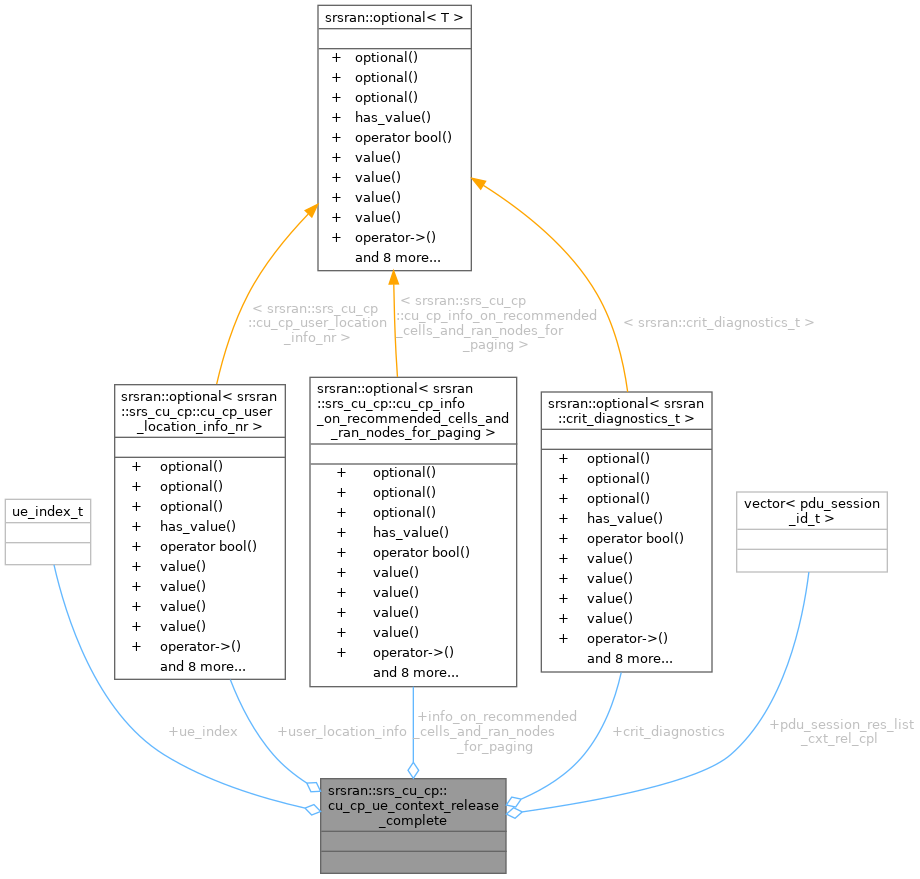 srsran::optional< T >
+ optional()
+ optional()
+ optional()
+ has_value()
+ operator bool()
+ value()
+ value()
+ value()
+ value()
+ operator->()
and 8 more...
< srsran::srs_cu_cp
::cu_cp_user_location
_info_nr >
< srsran::srs_cu_cp
::cu_cp_info_on_recommended
_cells_and_ran_nodes_for
_paging >
< srsran::crit_diagnostics_t >
ue_index_t
srsran::optional< srsran
::srs_cu_cp::cu_cp_user
_location_info_nr >
+ optional()
+ optional()
+ optional()
+ has_value()
+ operator bool()
+ value()
+ value()
+ value()
+ value()
+ operator->()
and 8 more...
srsran::optional< srsran
::srs_cu_cp::cu_cp_info
_on_recommended_cells_and
_ran_nodes_for_paging >
+ optional()
+ optional()
+ optional()
+ has_value()
+ operator bool()
+ value()
+ value()
+ value()
+ value()
+ operator->()
and 8 more...
srsran::optional< srsran
::crit_diagnostics_t >
+ optional()
+ optional()
+ optional()
+ has_value()
+ operator bool()
+ value()
+ value()
+ value()
+ value()
+ operator->()
and 8 more...
vector< pdu_session
_id_t >
+ue_index
+user_location_info
+info_on_recommended
_cells_and_ran_nodes
_for_paging
+crit_diagnostics
+pdu_session_res_list
_cxt_rel_cpl
srsran::srs_cu_cp::
cu_cp_ue_context_release
_complete